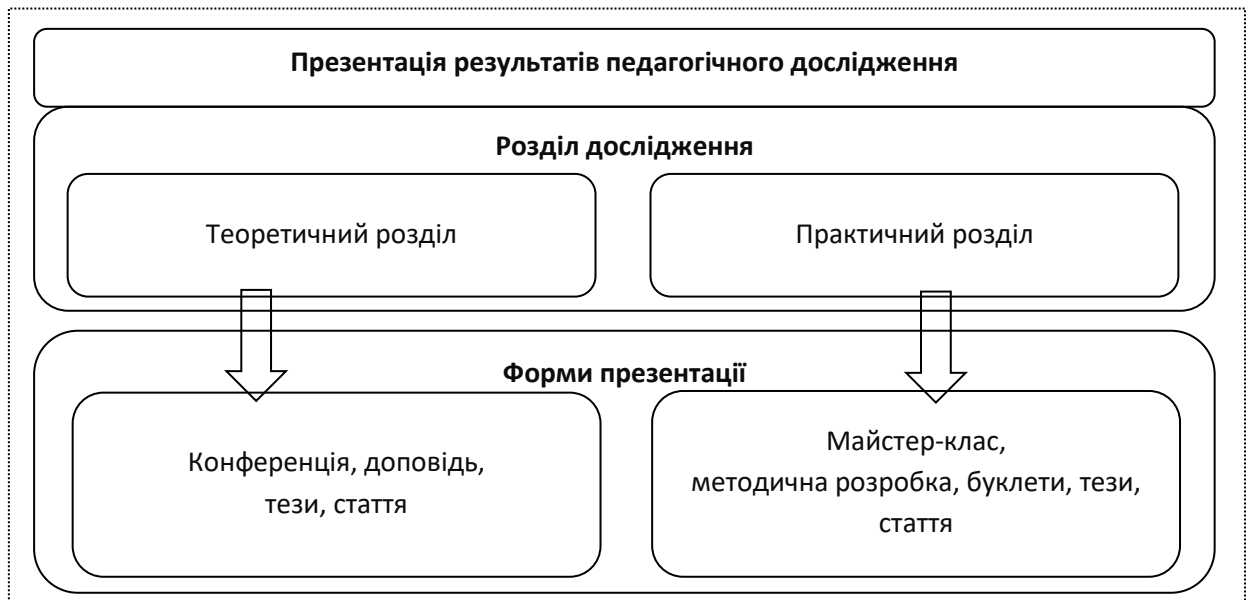 Презентація результатів педагогічного дослідження
Розділ дослідження
Теоретичний розділ
Практичний розділ
Форми презентації
Конференція, доповідь,
тези, стаття
Майстер-клас,
методична розробка, буклети, тези,
стаття